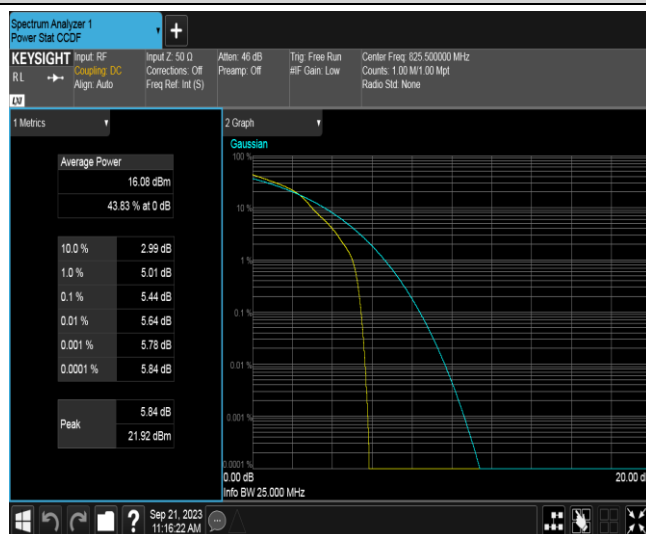 Spectrum Analyzer 1
Power Stat CCDF
+
KEYSIGHT
RL
LXI
Input: RF
Coupling: DC
Align: Auto
Input Z: 50 Ω
Corrections: Off
Freq Ref: Int (S)
Atten: 46 dB
Preamp: Off
Trig: Free Run
#IF Gain: Low
Center Freq: 825.500000 MHz
Counts: 1.00 M/1.00 Mpt
Radio Std: None
1 Metrics
Average Power
16.08 dBm
43.83 % at 0 dB
10.0 % 2.99 dB
1.0 % 5.01 dB
0.1 % 5.44 dB
0.01 % 5.64 dB
0.001 % 5.78 dB
0.0001 % 5.84 dB
Peak
5.84 dB
21.92 dBm
2 Graph
Gaussian
100 %
10 %
1 %
0.1 %
0.01 %
0.001 %
0.0001 %
0.00 dB 20.00 d
Info BW 25.000 MHz
?
Sep 21, 2023
11:16:22 AM